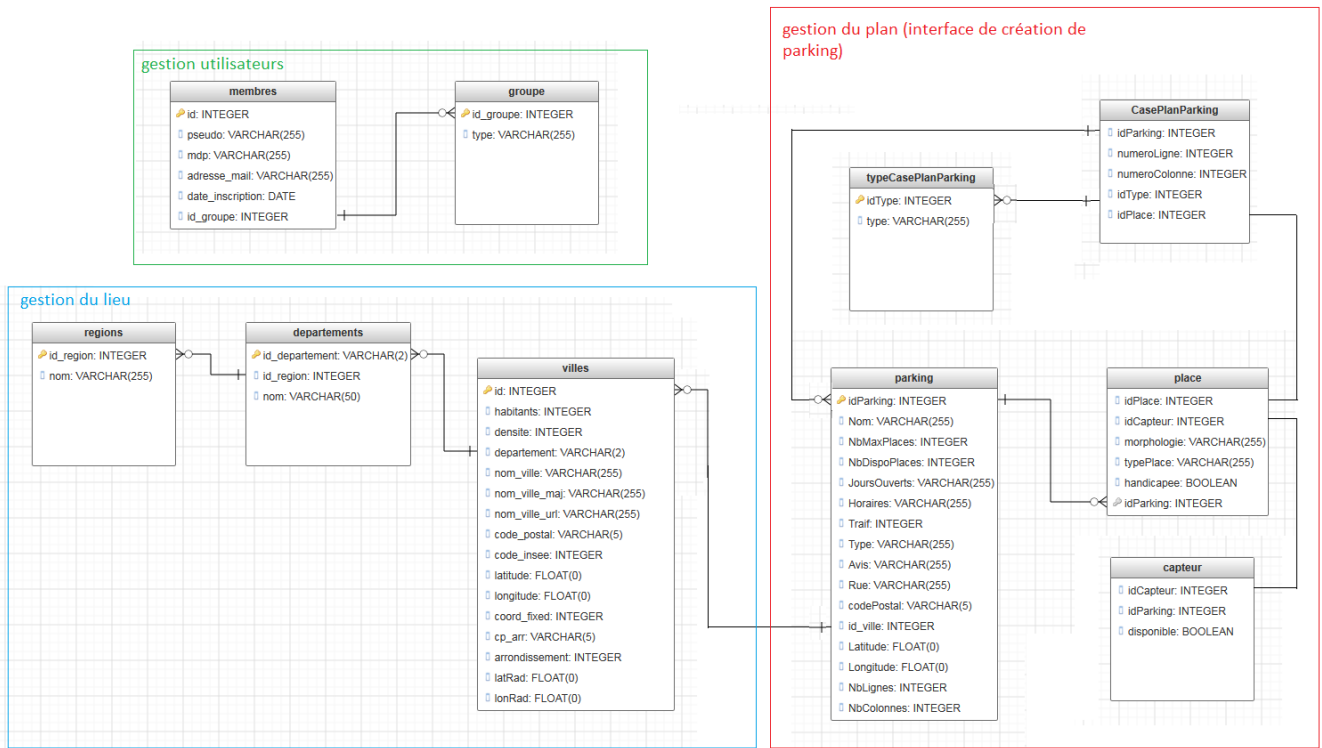 gestion utilisateurs
membres
id: INTEGER
pseudo: VARCHAR(255)
mdp: VARCHAR(255)
adresse_mail: VARCHAR(255)
date_inscription: DATE
id_groupe: INTEGER
groupe
id_groupe: INTEGER
type: VARCHAR(255)
gestion du lieu
regions
id_region: INTEGER
nom: VARCHAR(255)
departements
id_departement: VARCHAR(2)
id_region: INTEGER
nom: VARCHAR(50)
villes
id: INTEGER
habitants: INTEGER
densite: INTEGER
departement: VARCHAR(2)
nom_ville: VARCHAR(255)
nom_ville_maj: VARCHAR(255)
nom_ville_url: VARCHAR(255)
code_postal: VARCHAR(5)
code_insee: INTEGER
latitude: FLOAT(0)
longitude: FLOAT(0)
coord_fixed: INTEGER
cp_arr: VARCHAR(5)
arrondissement: INTEGER
latRad: FLOAT(0)
lonRad: FLOAT(0)
gestion du plan (interface de création de
parking)
CasePlanParking
idParking: INTEGER
numeroLigne: INTEGER
numeroColonne: INTEGER
idType: INTEGER
idPlace: INTEGER
typeCasePlanParking
idType: INTEGER
type: VARCHAR(255)
parking
idParking: INTEGER
Nom: VARCHAR(255)
NbMaxPlaces: INTEGER
NbDispoPlaces: INTEGER
JoursOuverts: VARCHAR(255)
Horaires: VARCHAR(255)
Traif: INTEGER
Type: VARCHAR(255)
Avis: VARCHAR(255)
Rue: VARCHAR(255)
codePostal: VARCHAR(5)
id_ville: INTEGER
Latitude: FLOAT(0)
Longitude: FLOAT(0)
NbLignes: INTEGER
NbColonnes: INTEGER
place
idPlace: INTEGER
idCapteur: INTEGER
morphologie: VARCHAR(255)
typePlace: VARCHAR(255)
handicapee: BOOLEAN
idParking: INTEGER
capteur
idCapteur: INTEGER
idParking: INTEGER
disponible: BOOLEAN